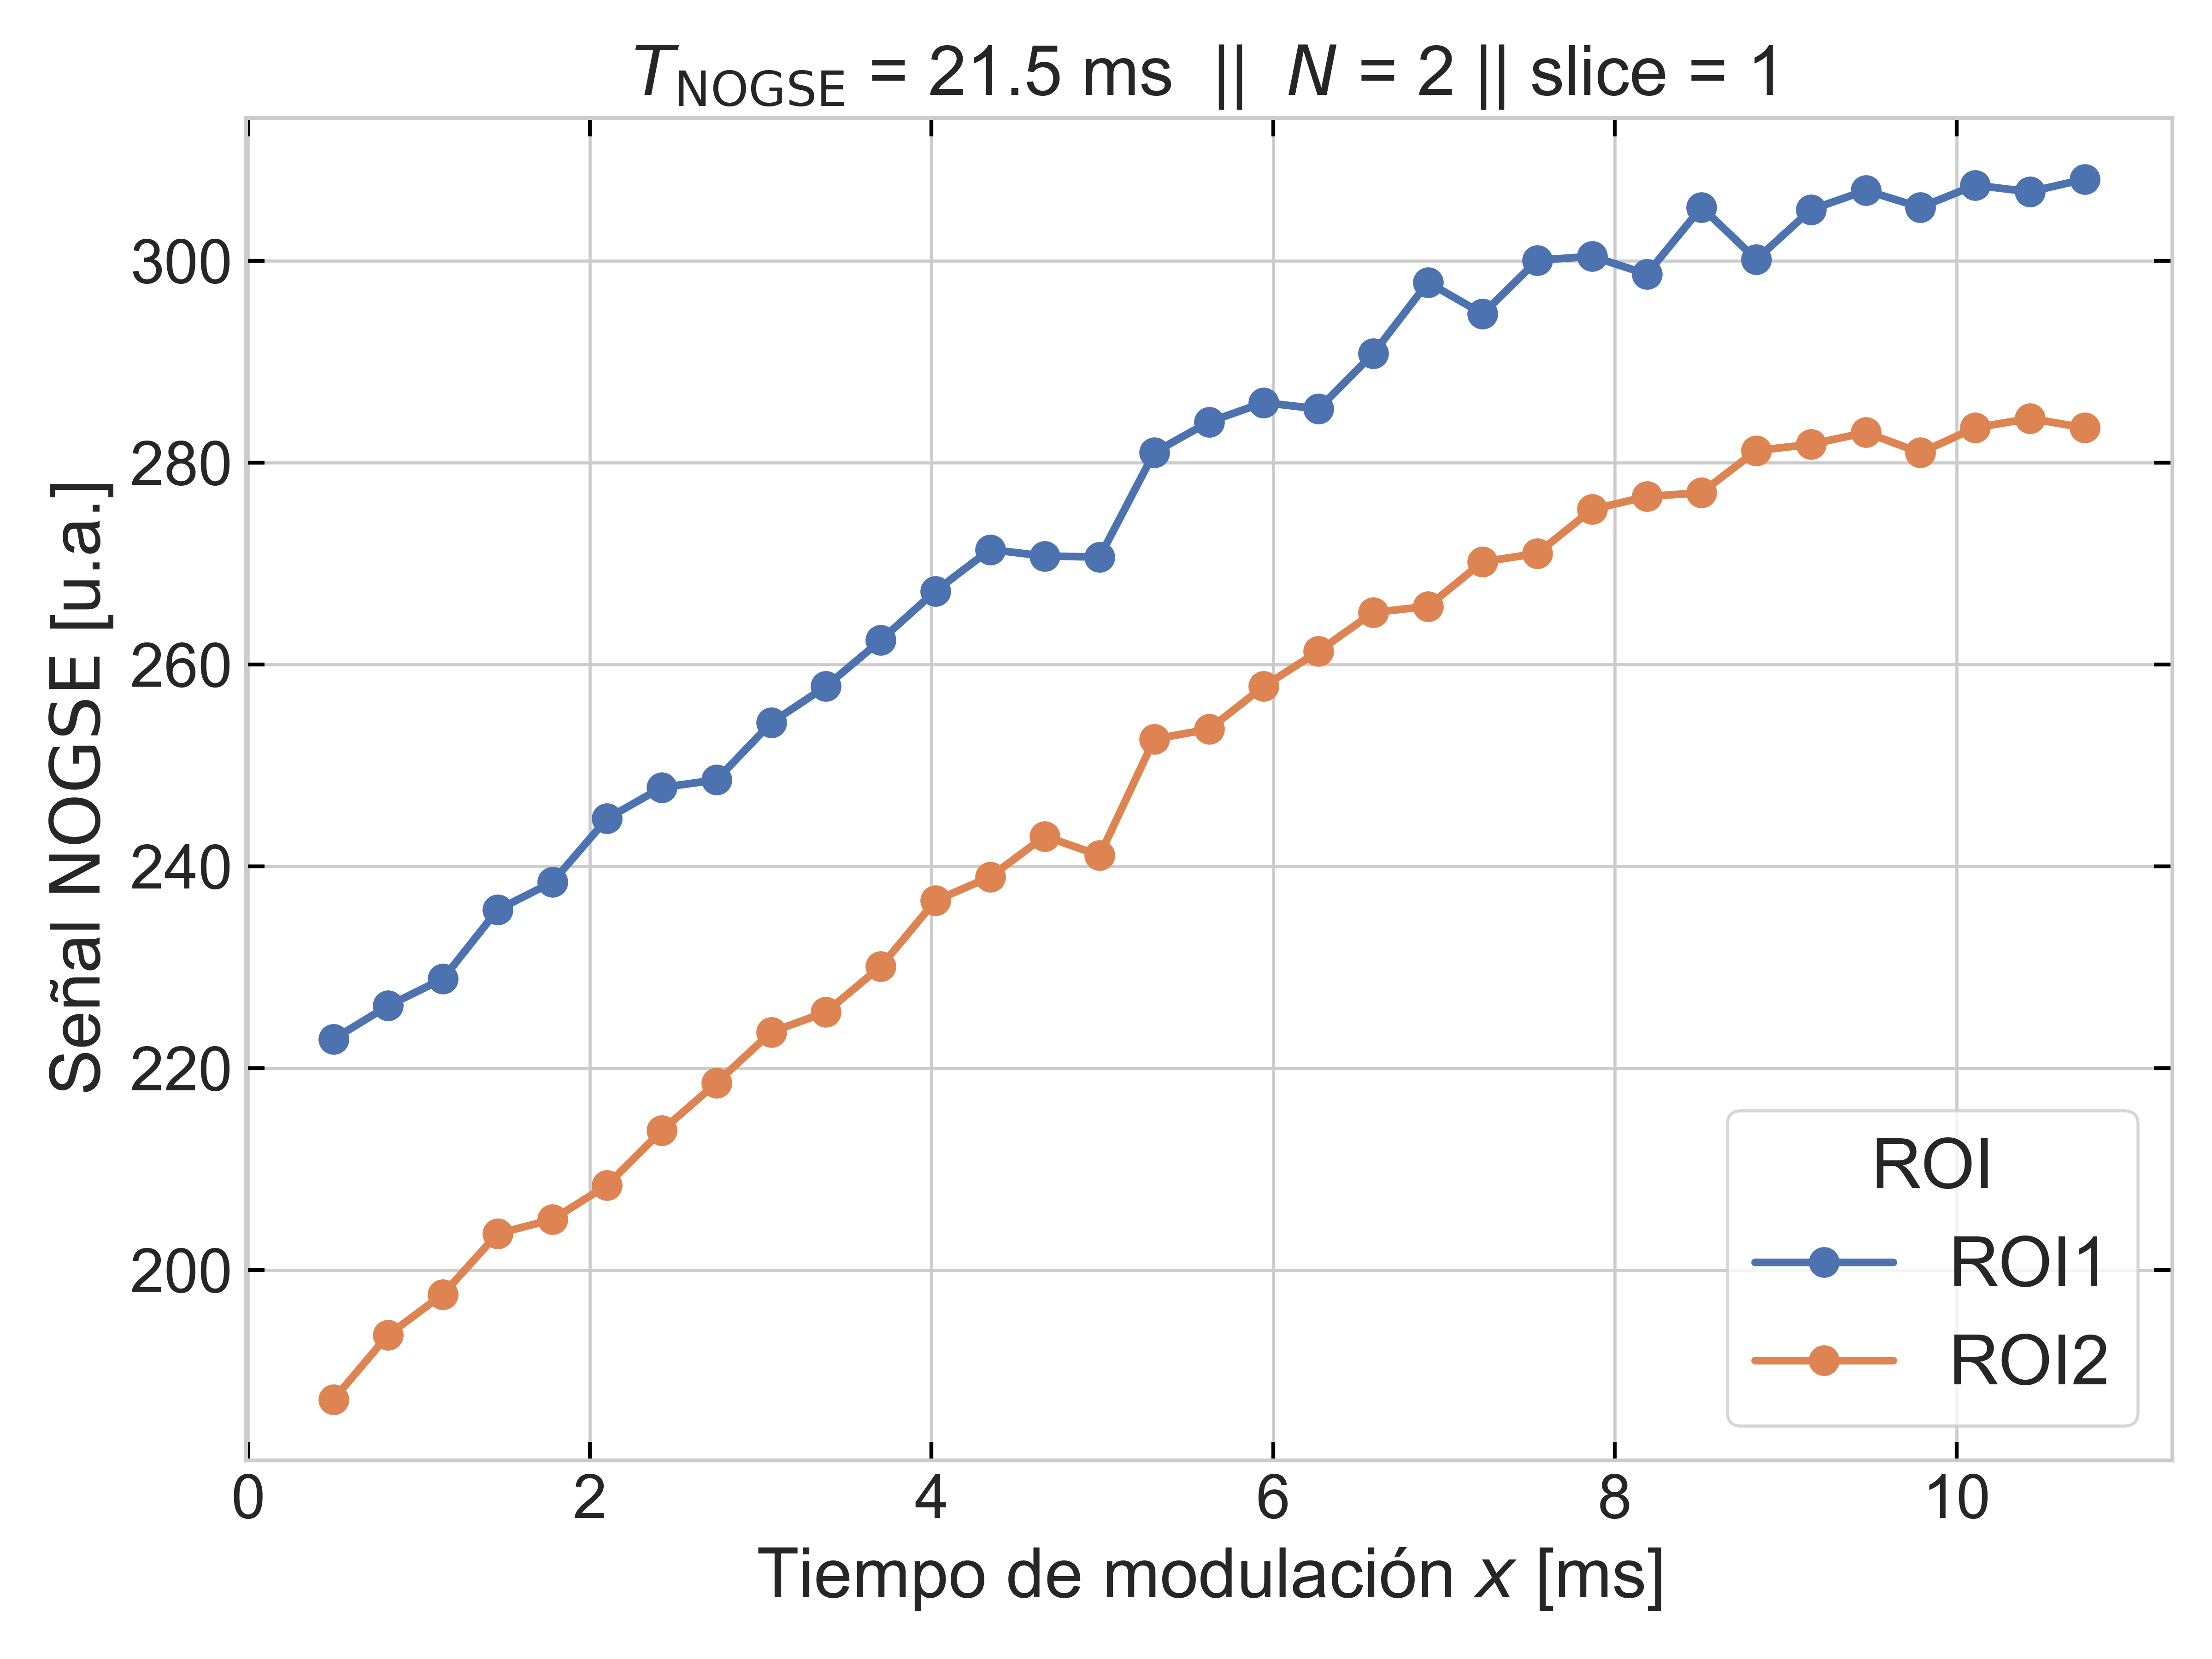 T_NOGSE = 21.5 ms || N = 2 || slice = 1
Señal NOGSE [u.a.]
300
280
260
240
220
200
0 2 4 6 8 10
Tiempo de modulación x [ms]
ROI
ROI1
ROI2